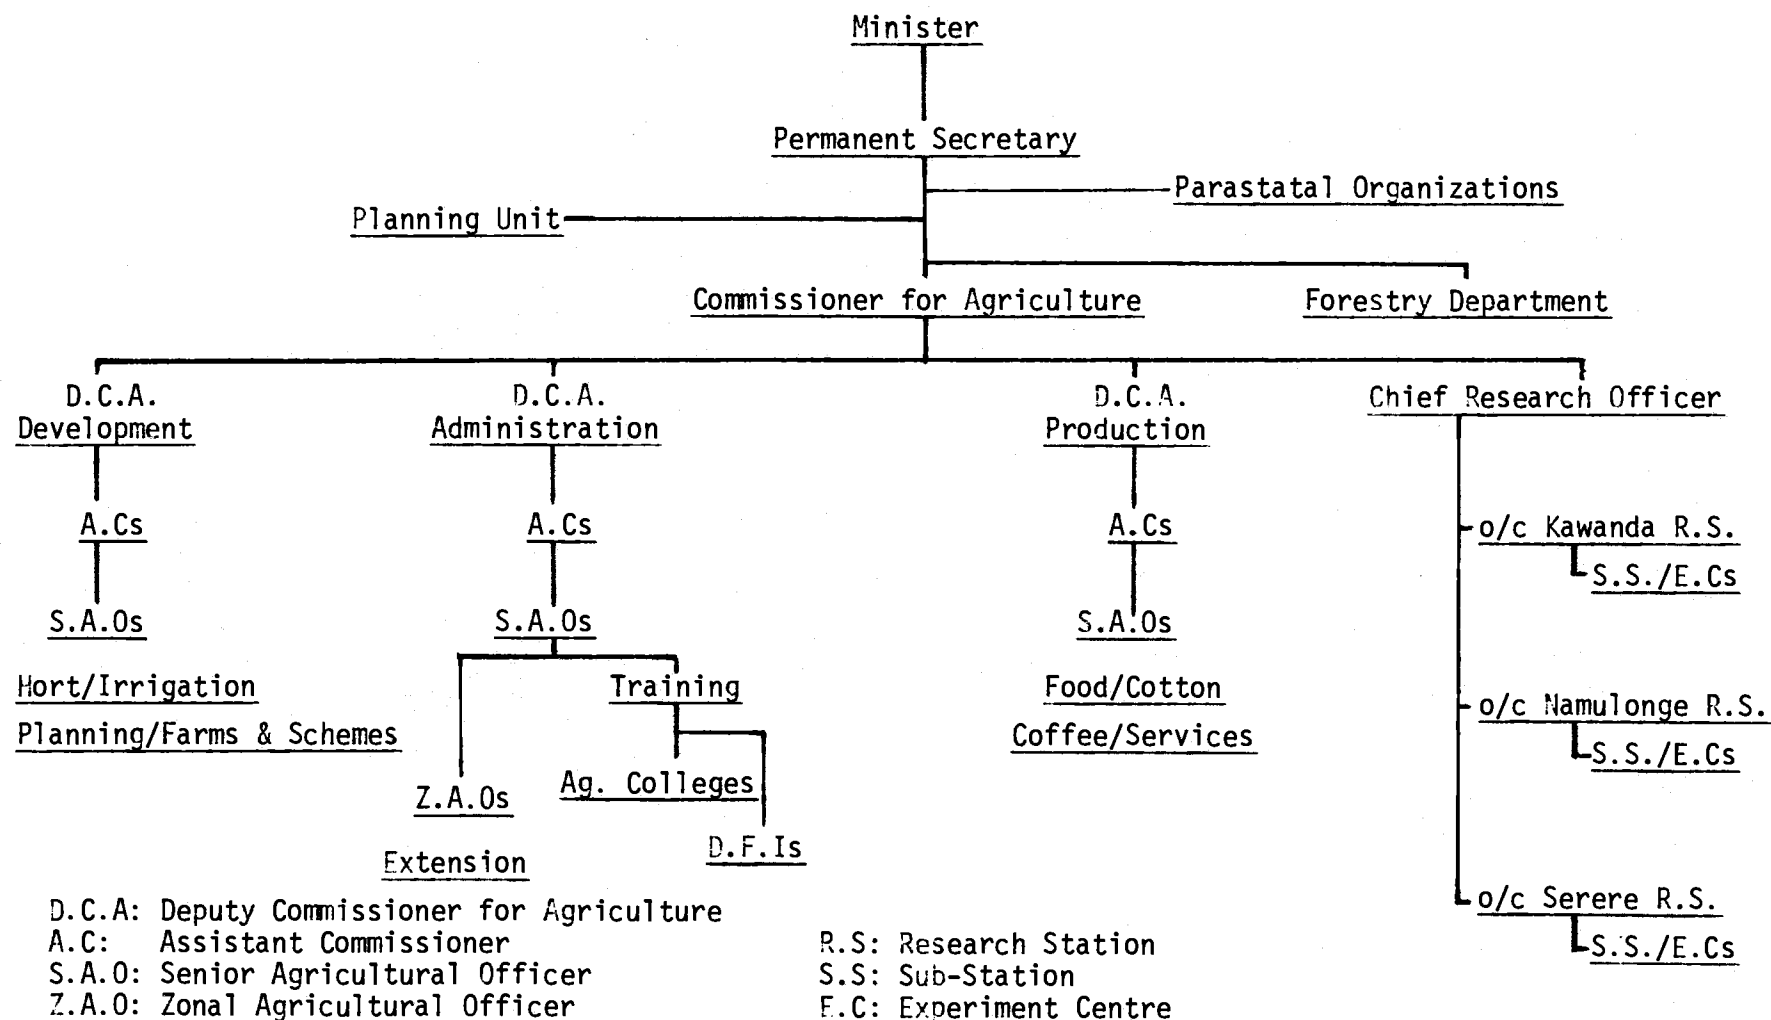 Minister
Permanent Secretary
Parastatal Organizations
Planning Unit
Commissioner for Agriculture
Forestry Department
D.C.A.
Development
D.C.A.
Administration
D.C.A.
Production
Chief Research Officer
A.Cs
A.Cs
A.Cs
o/c Kawanda R.S.
S.S./E.Cs
S.A.Os
S.A.Os
S.A.Os
Hort/Irrigation
Planning/Farms & Schemes
Training
Food/Cotton
Coffee/Services
o/c Namulonge R.S.
S.S./E.Cs
Z.A.Os
Ag. Colleges
D.F.Is
Extension
o/c Serere R.S.
S.S./E.Cs
D.C.A: Deputy Commissioner for Agriculture
A.C: Assistant Commissioner
S.A.O: Senior Agricultural Officer
Z.A.O: Zonal Agricultural Officer
R.S: Research Station
S.S: Sub-Station
E.C: Experiment Centre